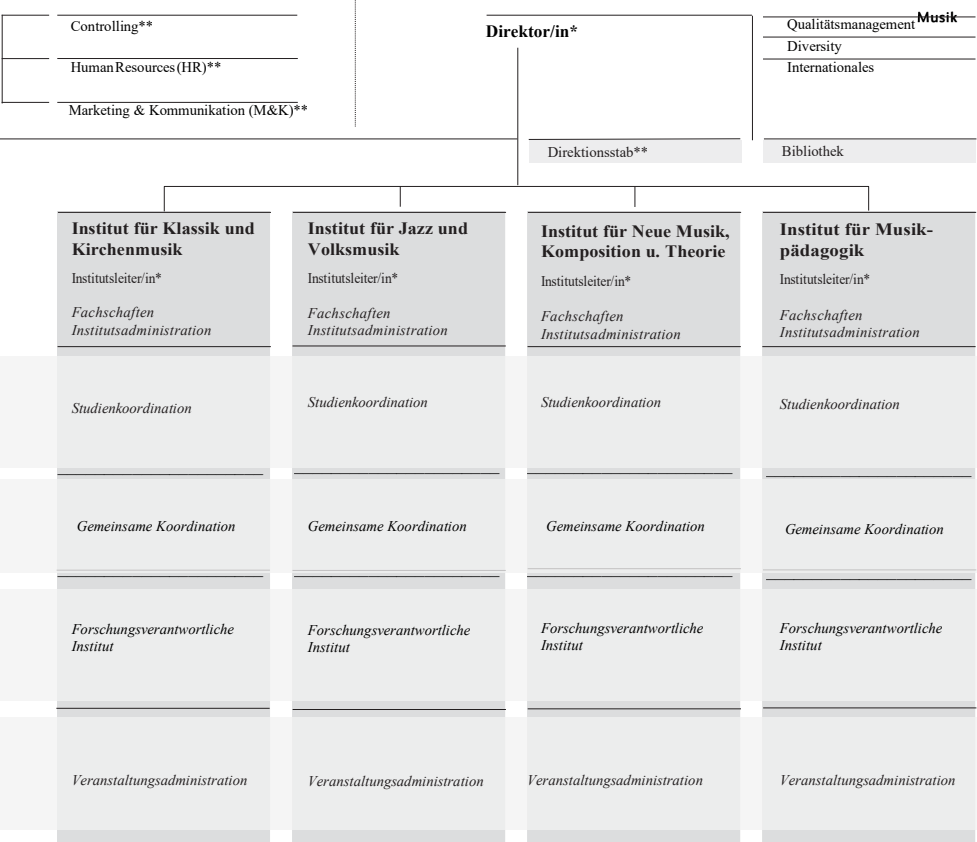 Musik
Controlling**
Human Resources (HR)**
Marketing & Kommunikation (M&K)**
Direktor/in*
Qualitätsmanagement
Diversity
Internationales
Direktionsstab**
Bibliothek
Institut für Klassik und
Kirchenmusik
Institutsleiter/in*
Fachschaften
Institutsadministration
Institut für Jazz und
Volksmusik
Institutsleiter/in*
Fachschaften
Institutsadministration
Institut für Neue Musik,
Komposition u. Theorie
Institutsleiter/in*
Fachschaften
Institutsadministration
Institut für Musik-
pädagogik
Institutsleiter/in*
Fachschaften
Institutsadministration
Studienkoordination
Studienkoordination
Studienkoordination
Studienkoordination
Gemeinsame Koordination
Gemeinsame Koordination
Gemeinsame Koordination
Gemeinsame Koordination
Forschungsverantwortliche
Institut
Forschungsverantwortliche
Institut
Forschungsverantwortliche
Institut
Forschungsverantwortliche
Institut
Veranstaltungsadministration
Veranstaltungsadministration
Veranstaltungsadministration
Veranstaltungsadministration